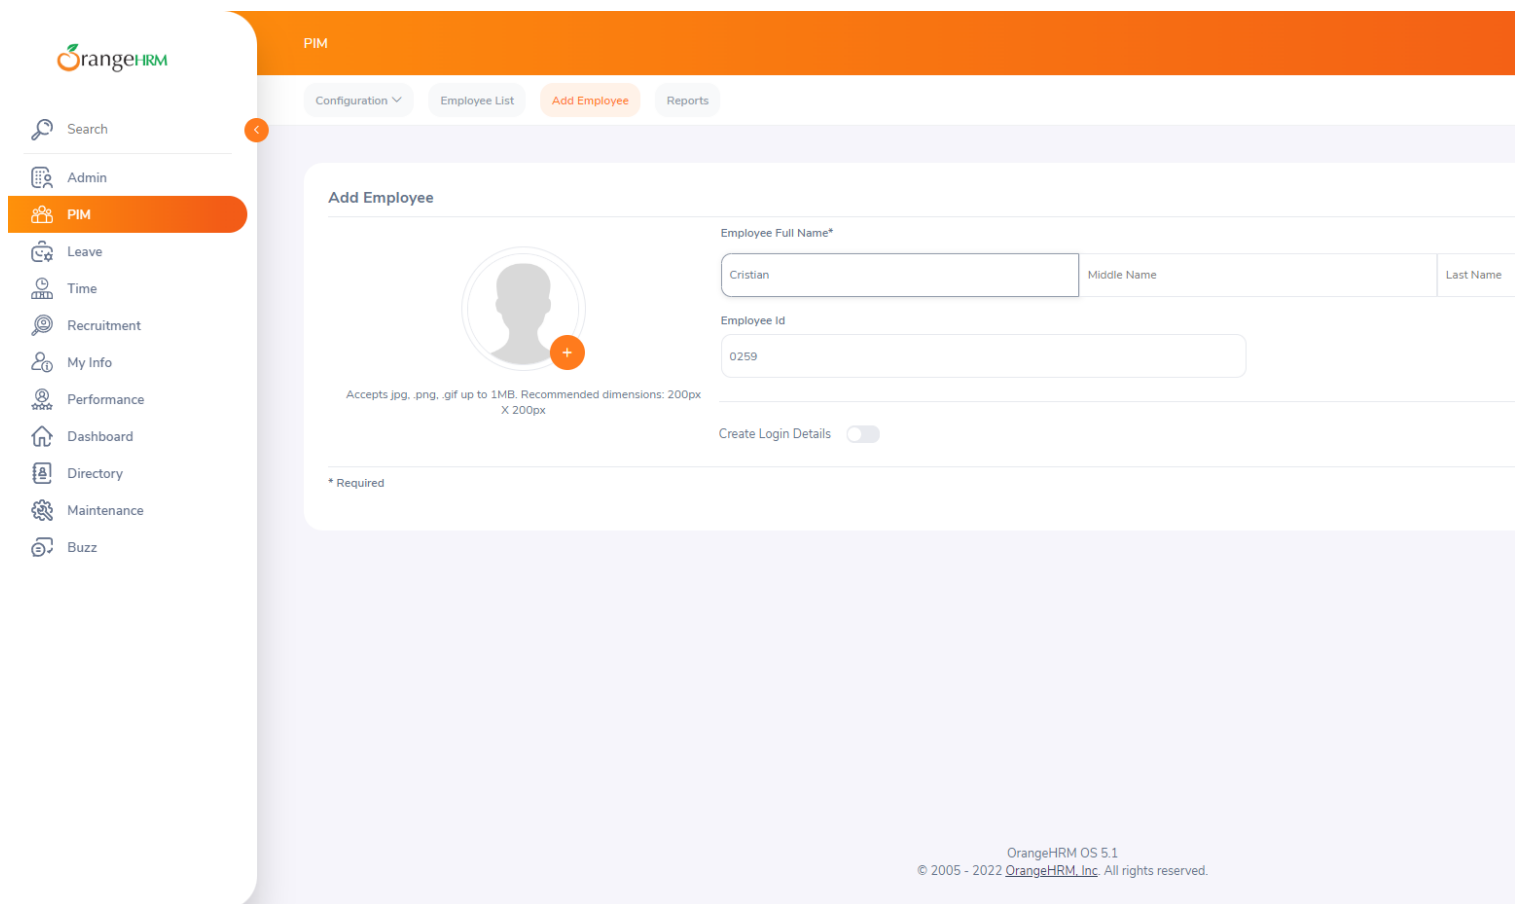 OrangeHRM
PIM
Configuration
Employee List
Add Employee
Reports
Search
Admin
PIM
Leave
Time
Recruitment
My Info
Performance
Dashboard
Directory
Maintenance
Buzz
Add Employee
Employee Full Name*
Cristian
Middle Name
Last Name
Employee Id
0259
Accepts jpg, .png, .gif up to 1MB. Recommended dimensions: 200px
X 200px
Create Login Details
* Required
OrangeHRM OS 5.1
© 2005 - 2022 OrangeHRM, Inc. All rights reserved.